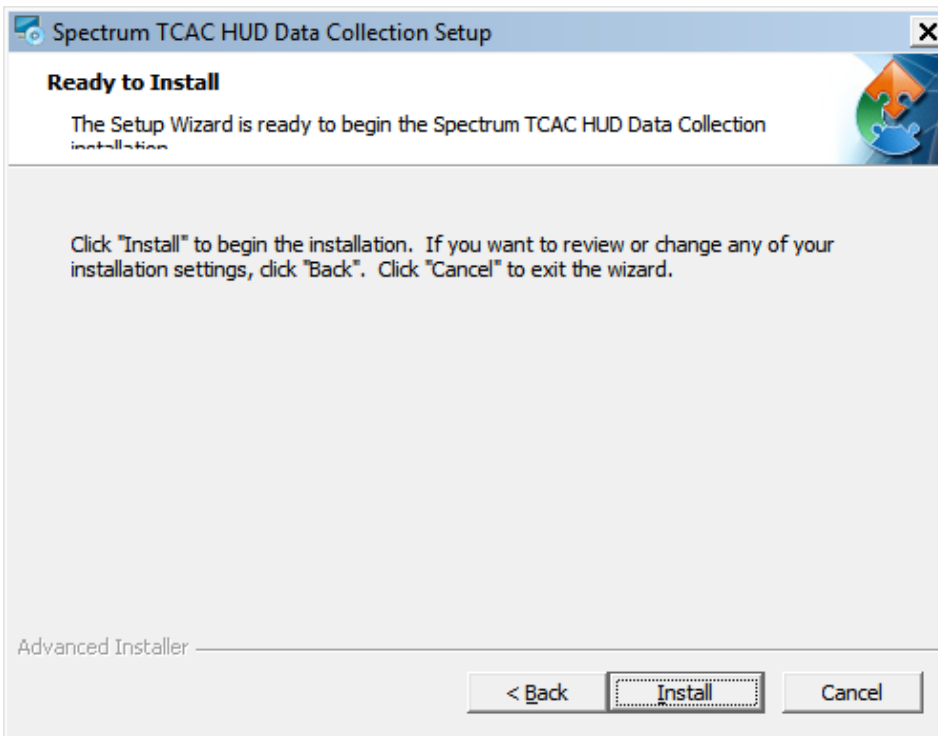 Spectrum TCAC HUD Data Collection Setup
Ready to Install
The Setup Wizard is ready to begin the Spectrum TCAC HUD Data Collection
installation.
Click "Install" to begin the installation.  If you want to review or change any of your
installation settings, click "Back".  Click "Cancel" to exit the wizard.
Advanced Installer
< Back
Install
Cancel